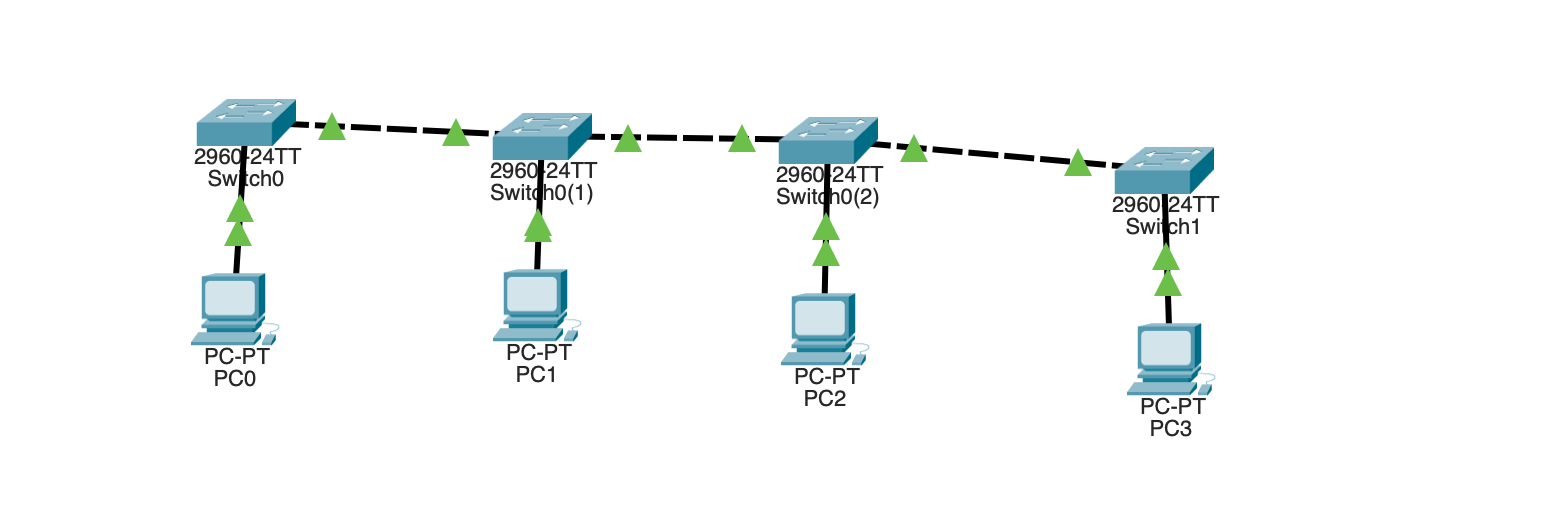 2960-24TT
Switch0
2960-24TT
Switch0(1)
2960-24TT
Switch0(2)
2960-24TT
Switch1
PC-PT
PC0
PC-PT
PC1
PC-PT
PC2
PC-PT
PC3